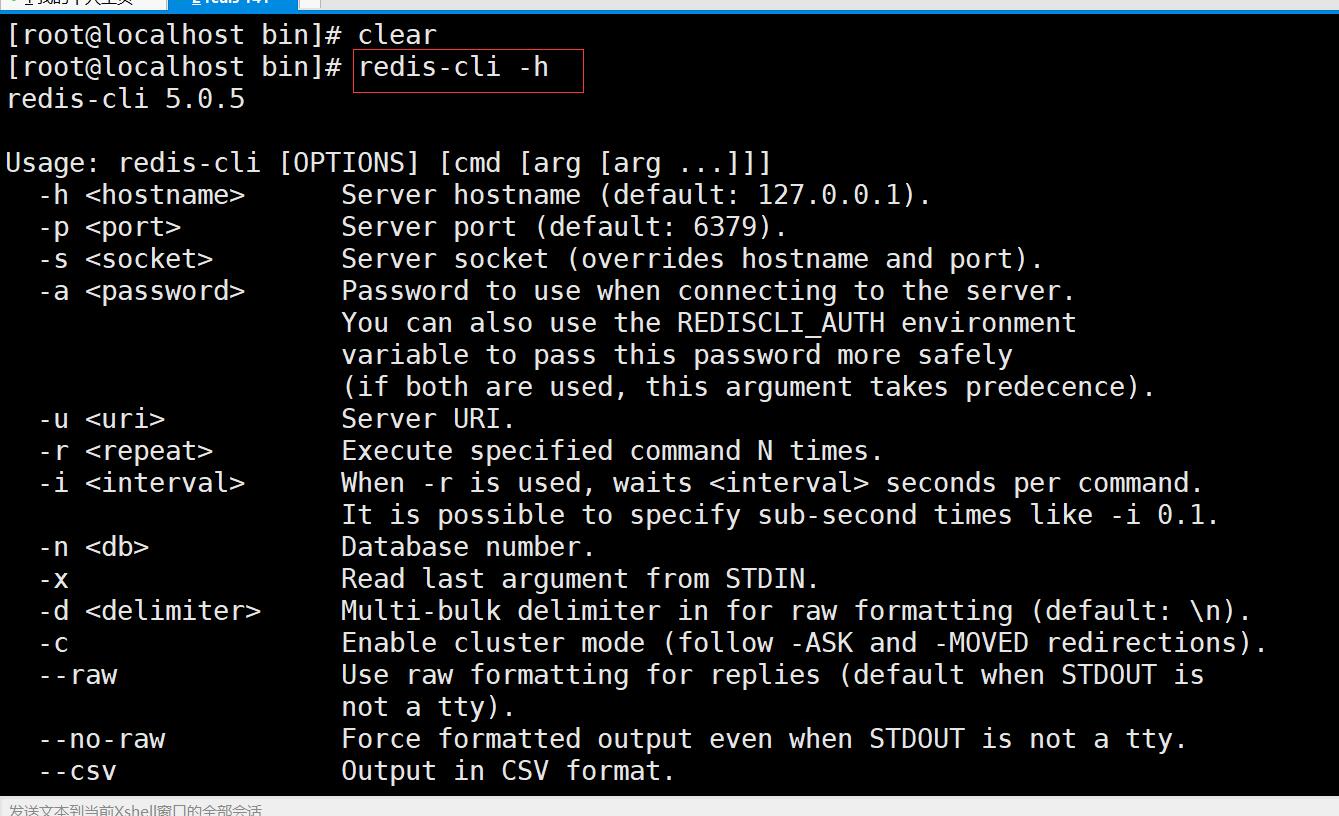 [root@localhost bin]# clear
[root@localhost bin]# redis-cli -h
redis-cli 5.0.5
Usage: redis-cli [OPTIONS] [cmd [arg [arg ...]]]
  -h <hostname>      Server hostname (default: 127.0.0.1).
  -p <port>          Server port (default: 6379).
  -s <socket>        Server socket (overrides hostname and port).
  -a <password>      Password to use when connecting to the server.
                     You can also use the REDISCLI_AUTH environment
                     variable to pass this password more safely
                     (if both are used, this argument takes predecence).
  -u <uri>           Server URI.
  -r <repeat>        Execute specified command N times.
  -i <interval>      When -r is used, waits <interval> seconds per command.
                     It is possible to specify sub-second times like -i 0.1.
  -n <db>            Database number.
  -x                 Read last argument from STDIN.
  -d <delimiter>     Multi-bulk delimiter in for raw formatting (default: \n).
  -c                 Enable cluster mode (follow -ASK and -MOVED redirections).
  --raw              Use raw formatting for replies (default when STDOUT is
                     not a tty).
  --no-raw           Force formatted output even when STDOUT is not a tty.
  --csv              Output in CSV format.
发送文本到当前Xshell窗口的全部会话